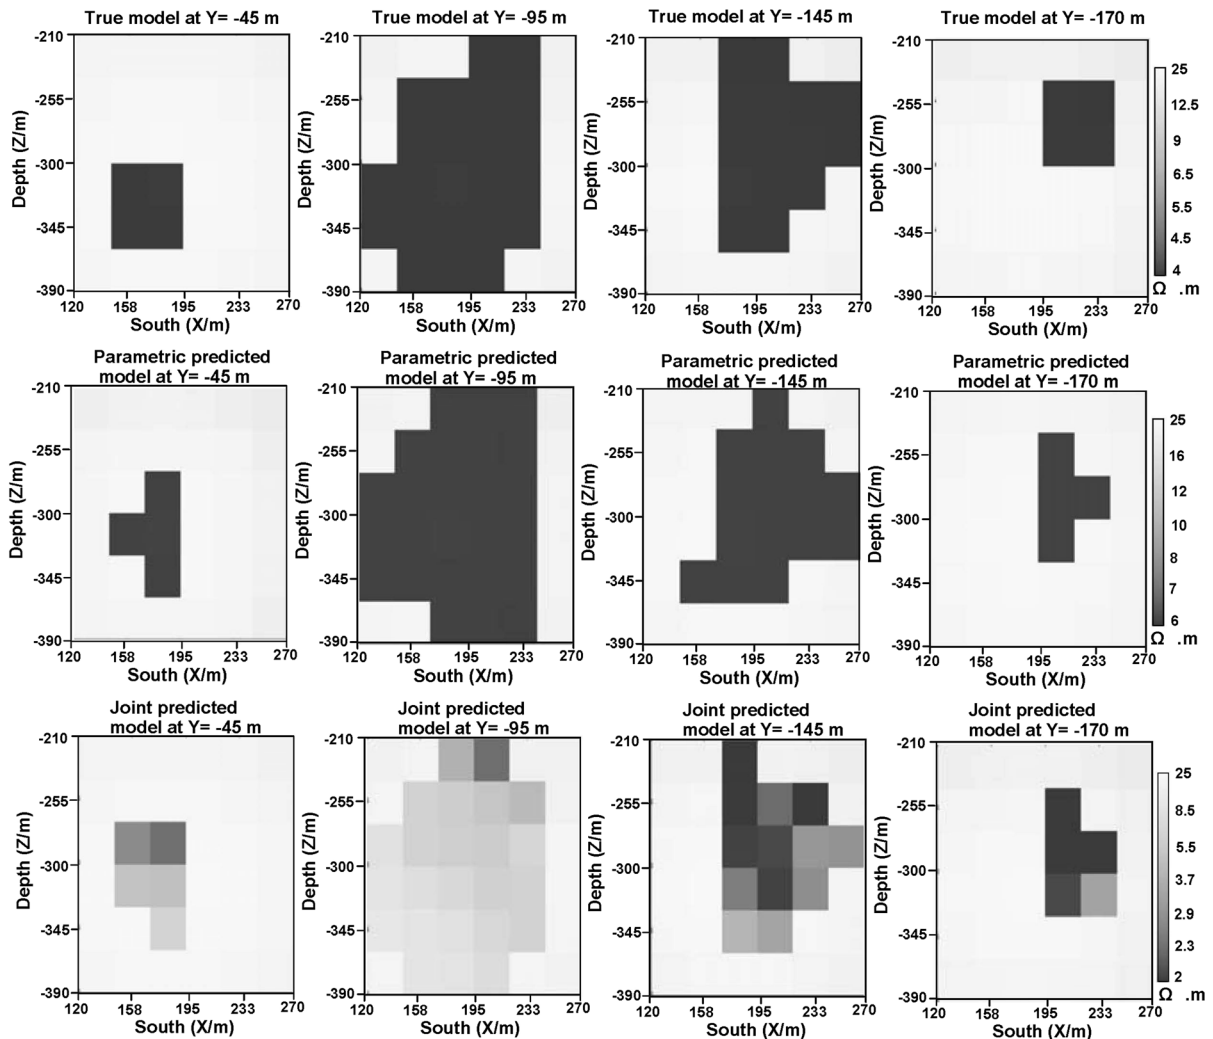 True model at Y= -45 m
True model at Y= -95 m
True model at Y= -145 m
True model at Y= -170 m
-210
-255
-300
-345
-390
Depth (Z/m)
120 158 195 233 270
South (X/m)
-210
-255
-300
-345
-390
Depth (Z/m)
120 158 195 233 270
South (X/m)
-210
-255
-300
-345
-390
Depth (Z/m)
120 158 195 233 270
South (X/m)
-210
-255
-300
-345
-390
Depth (Z/m)
120 158 195 233 270
South (X/m)
25
12.5
9
6.5
5.5
4.5
4
Ω .m
Parametric predicted
model at Y= -45 m
Parametric predicted
model at Y= -95 m
Parametric predicted
model at Y= -145 m
Parametric predicted
model at Y= -170 m
-210
-255
-300
-345
-390
Depth (Z/m)
120 158 195 233 270
South (X/m)
-210
-255
-300
-345
-390
Depth (Z/m)
120 158 195 233 270
South (X/m)
-210
-255
-300
-345
-390
Depth (Z/m)
120 158 195 233 270
South (X/m)
-210
-255
-300
-345
-390
Depth (Z/m)
120 158 195 233 270
South (X/m)
25
16
12
10
8
7
6
Ω .m
Joint predicted
model at Y= -45 m
Joint predicted
model at Y= -95 m
Joint predicted
model at Y= -145 m
Joint predicted
model at Y= -170 m
-210
-255
-300
-345
-390
Depth (Z/m)
120 158 195 233 270
South (X/m)
-210
-255
-300
-345
-390
Depth (Z/m)
120 158 195 233 270
South (X/m)
-210
-255
-300
-345
-390
Depth (Z/m)
120 158 195 233 270
South (X/m)
-210
-255
-300
-345
-390
Depth (Z/m)
120 158 195 233 270
South (X/m)
25
8.5
5.5
3.7
2.9
2.3
2
Ω .m